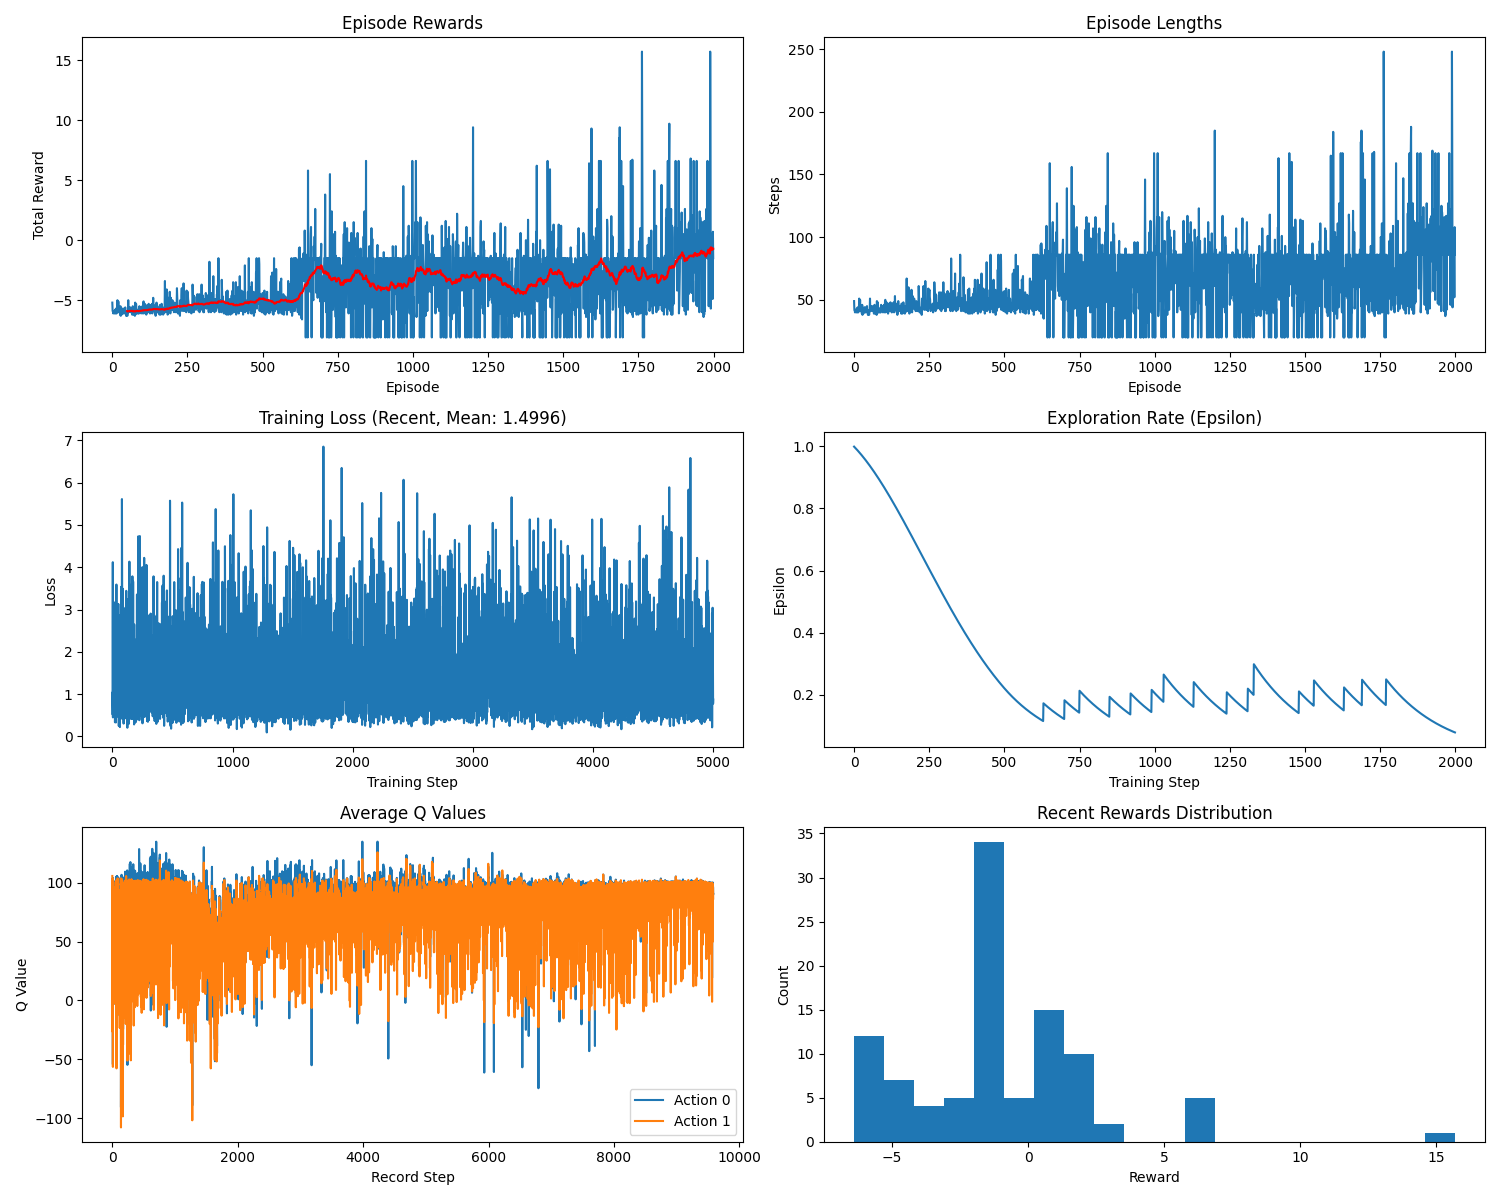 Episode Rewards
Total Reward
15
10
5
0
−5
0 250 500 750 1000 1250 1500 1750 2000
Episode
Episode Lengths
Steps
250
200
150
100
50
0 250 500 750 1000 1250 1500 1750 2000
Episode
Training Loss (Recent, Mean: 1.4996)
Loss
7
6
5
4
3
2
1
0
0 1000 2000 3000 4000 5000
Training Step
Exploration Rate (Epsilon)
Epsilon
1.0
0.8
0.6
0.4
0.2
0 250 500 750 1000 1250 1500 1750 2000
Training Step
Average Q Values
Q Value
100
50
0
−50
−100
Action 0
Action 1
0 2000 4000 6000 8000 10000
Record Step
Recent Rewards Distribution
Count
35
30
25
20
15
10
5
0
−5 0 5 10 15
Reward